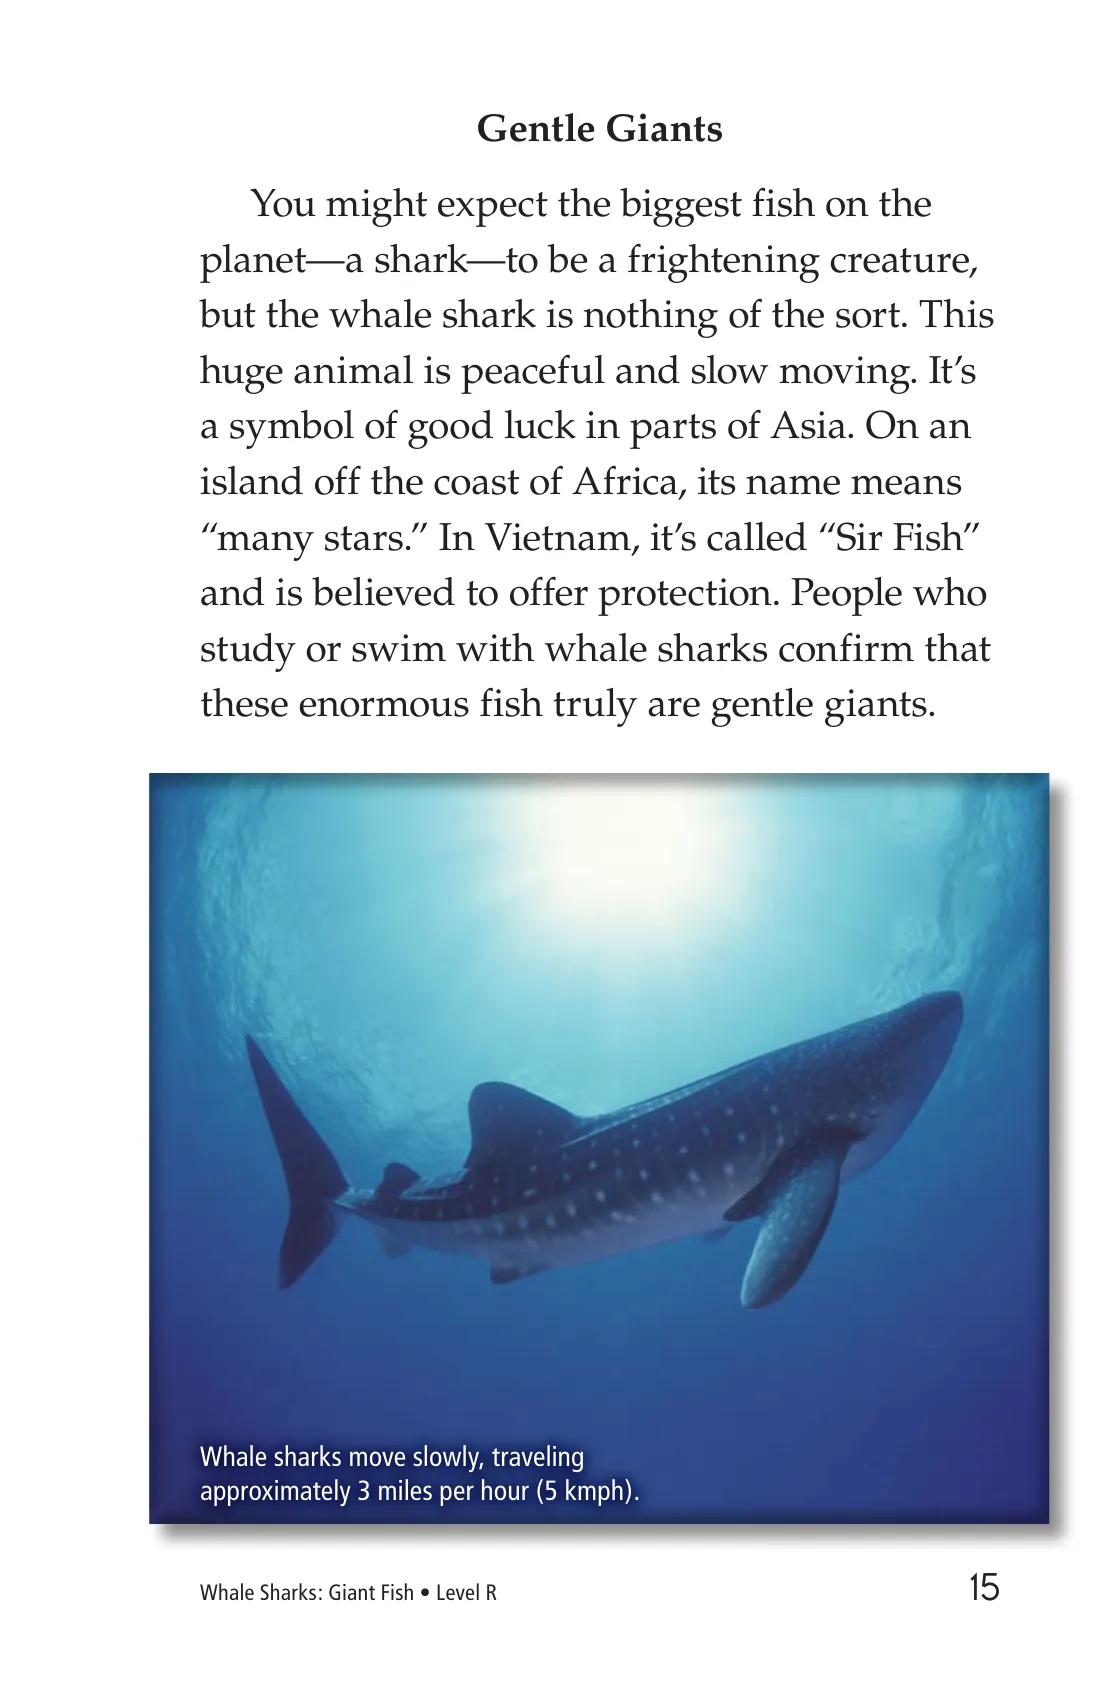 Gentle Giants
You might expect the biggest fish on the
planet—a shark—to be a frightening creature,
but the whale shark is nothing of the sort. This
huge animal is peaceful and slow moving. It’s
a symbol of good luck in parts of Asia. On an
island off the coast of Africa, its name means
“many stars.” In Vietnam, it’s called “Sir Fish”
and is believed to offer protection. People who
study or swim with whale sharks confirm that
these enormous fish truly are gentle giants.
Whale sharks move slowly, traveling
approximately 3 miles per hour (5 kmph).
Whale Sharks: Giant Fish • Level R
15